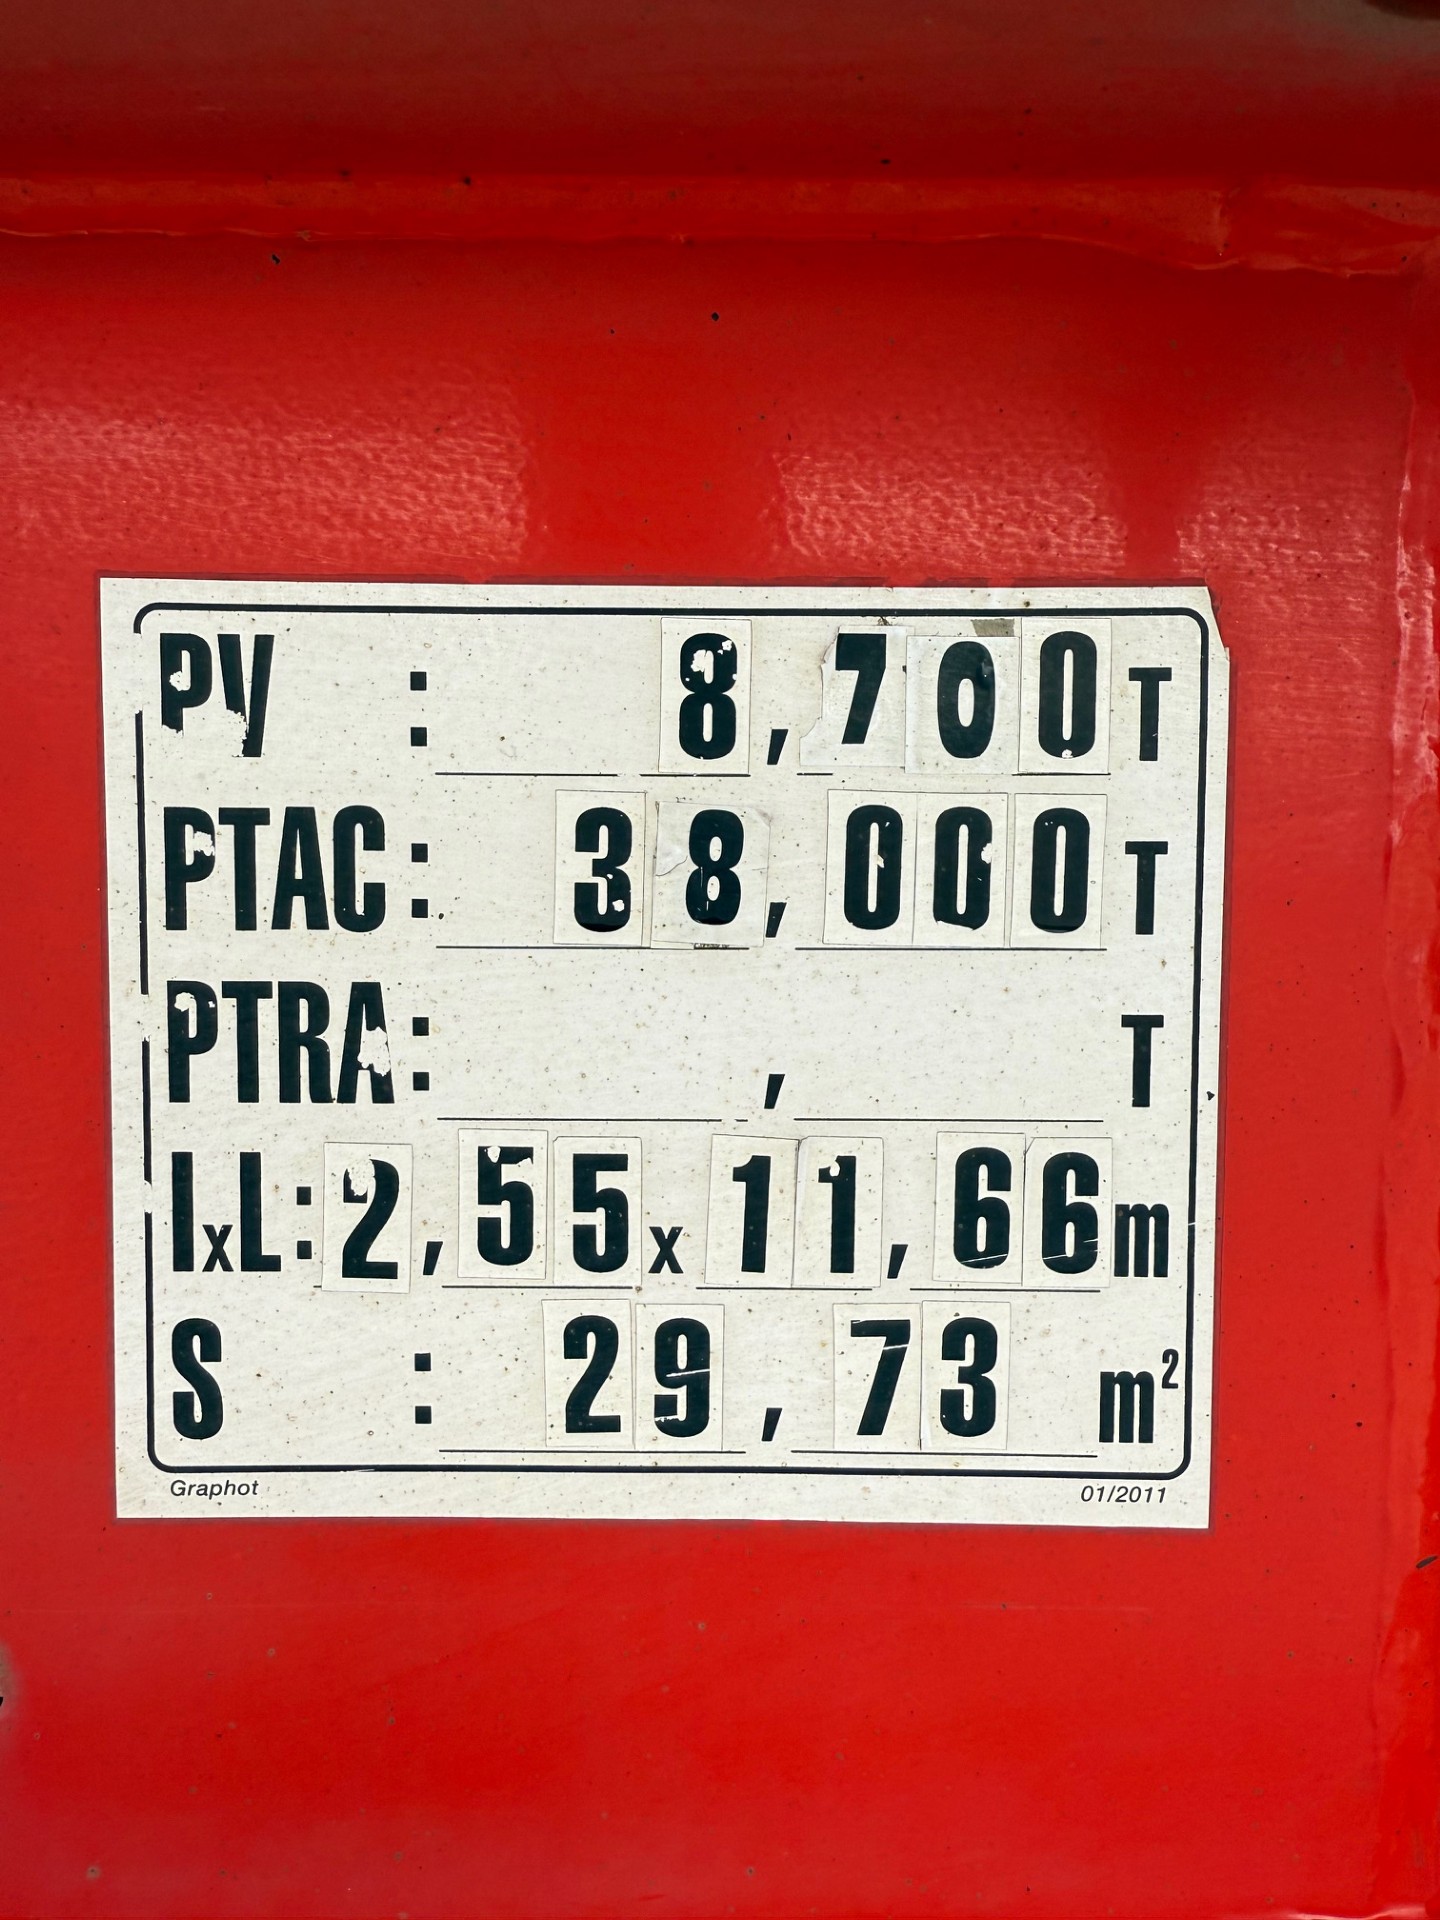 PV : 8,700 T
PTAC : 38,000 T
PTRA : , T
lxL : 2,55 x 11,66 m
S : 29,73 m²
Graphot 01/2011